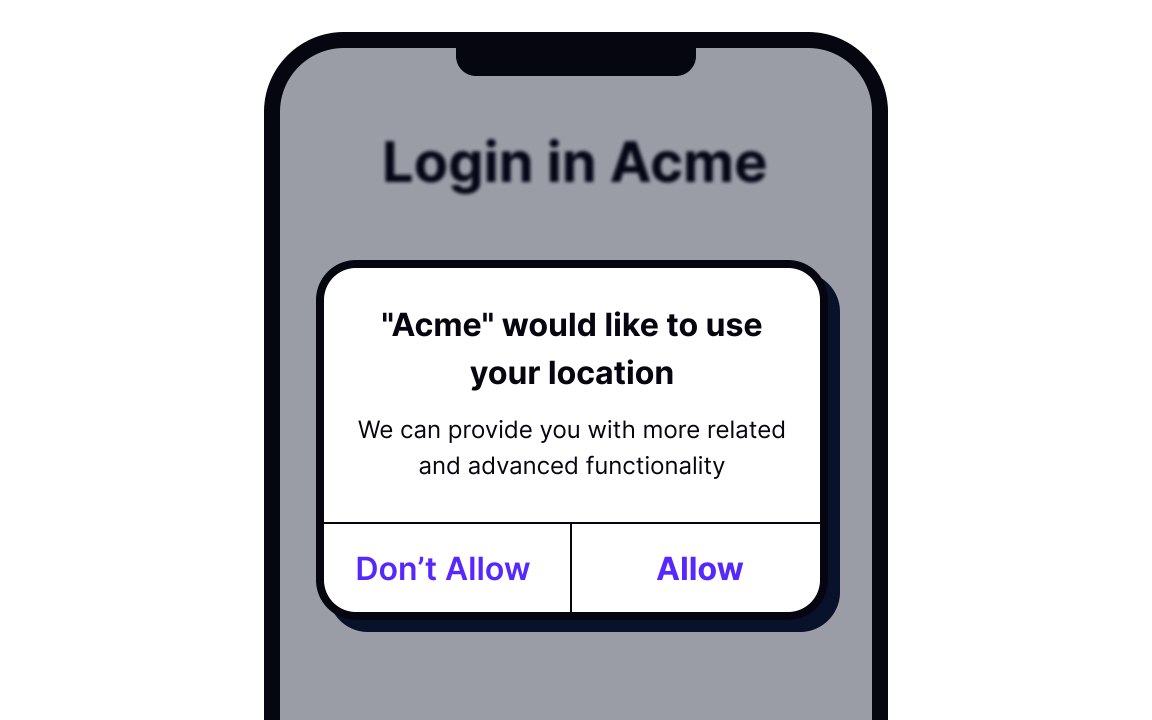 Login in Acme
"Acme" would like to use
your location
We can provide you with more related
and advanced functionality
Don’t Allow
Allow